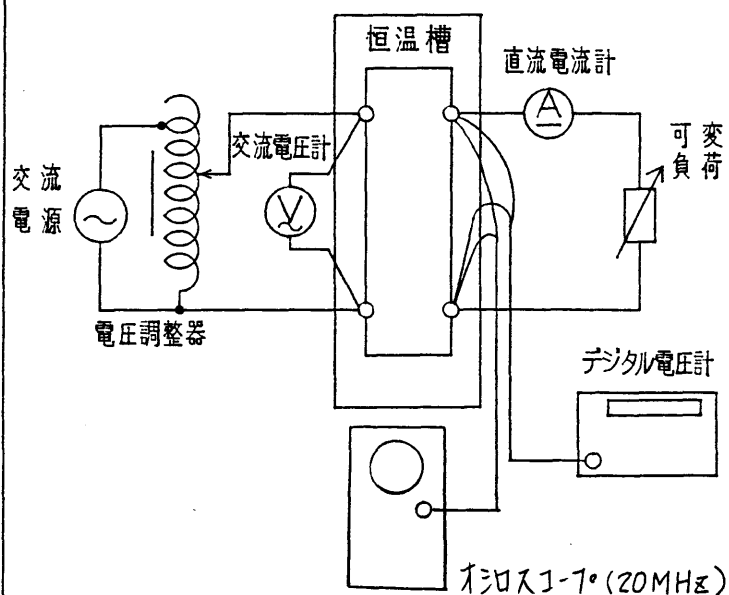 恒温槽
直流電流計
A
可変
負荷
交流電圧計
V
交流
電源
電圧調整器
デジタル電圧計
オシロスコープ(20MHz)